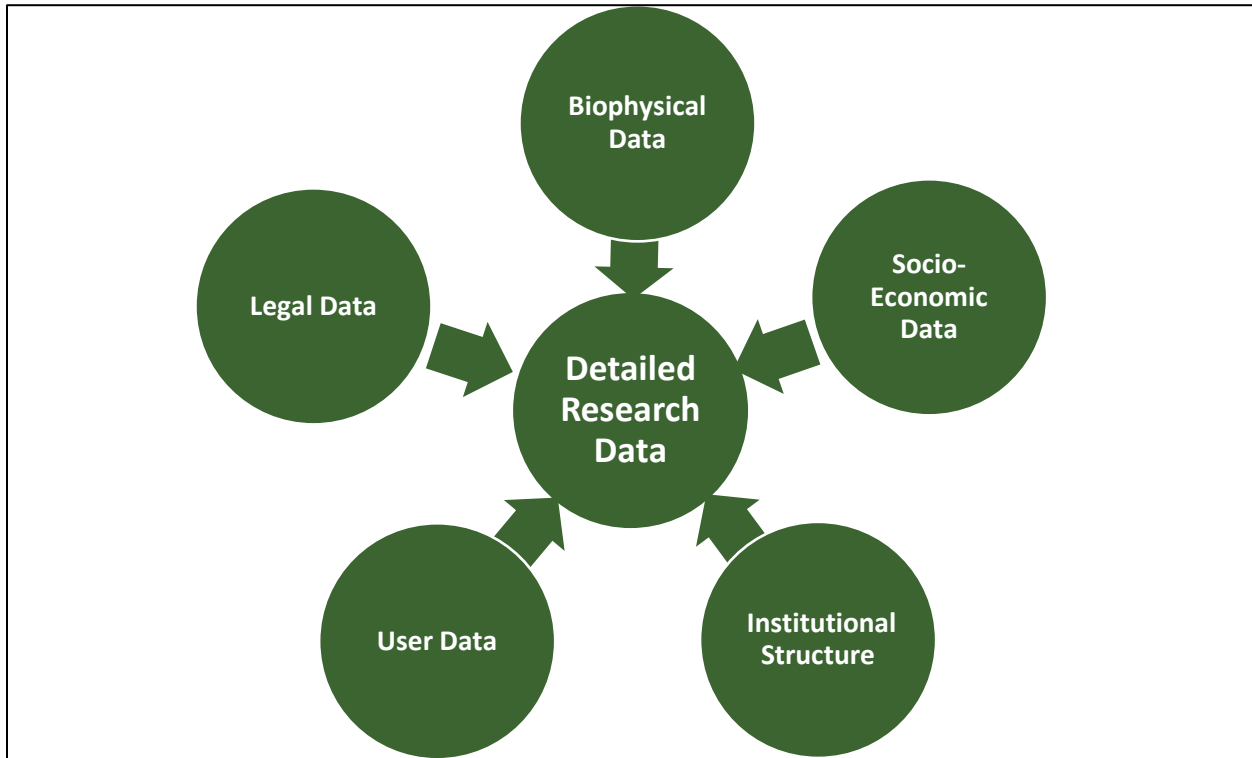 Biophysical
Data
Socio-
Economic
Data
Legal Data
Detailed
Research
Data
User Data
Institutional
Structure